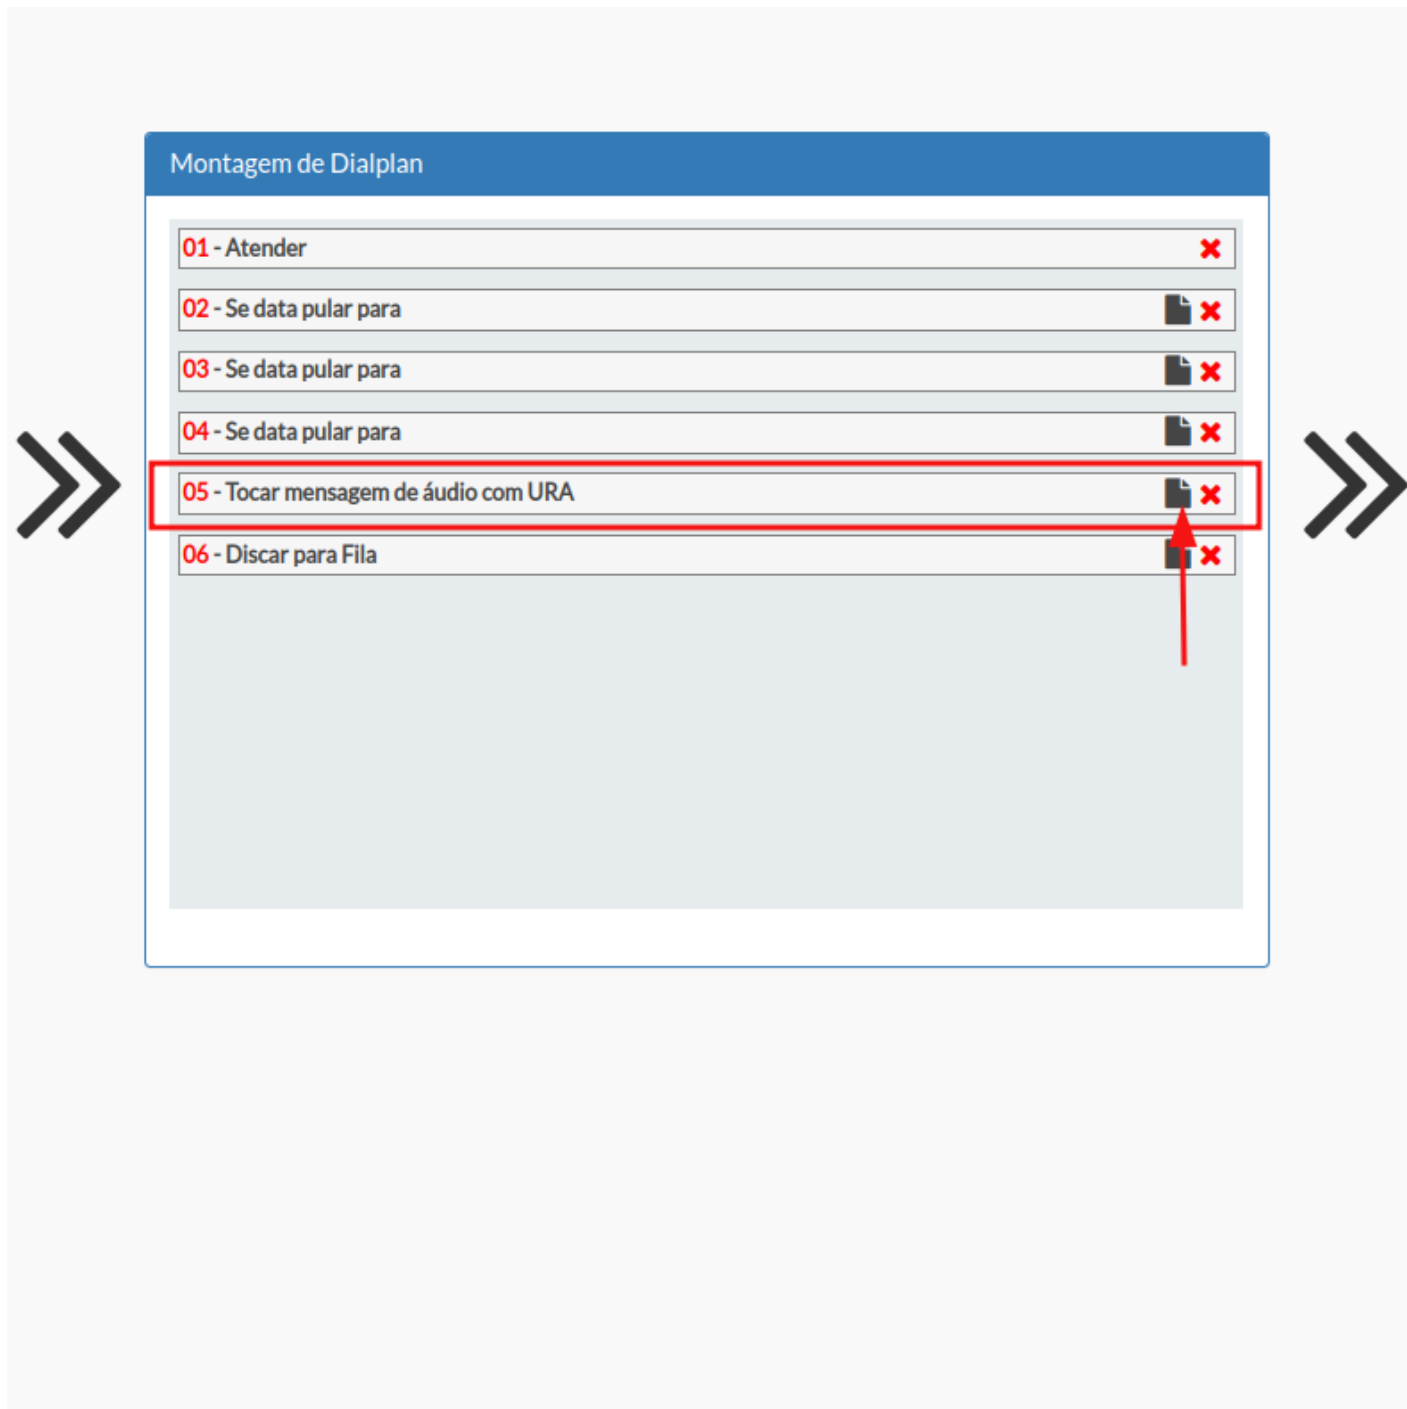 Montagem de Dialplan
01 - Atender
02 - Se data pular para
03 - Se data pular para
04 - Se data pular para
05 - Tocar mensagem de áudio com URA
06 - Discar para Fila